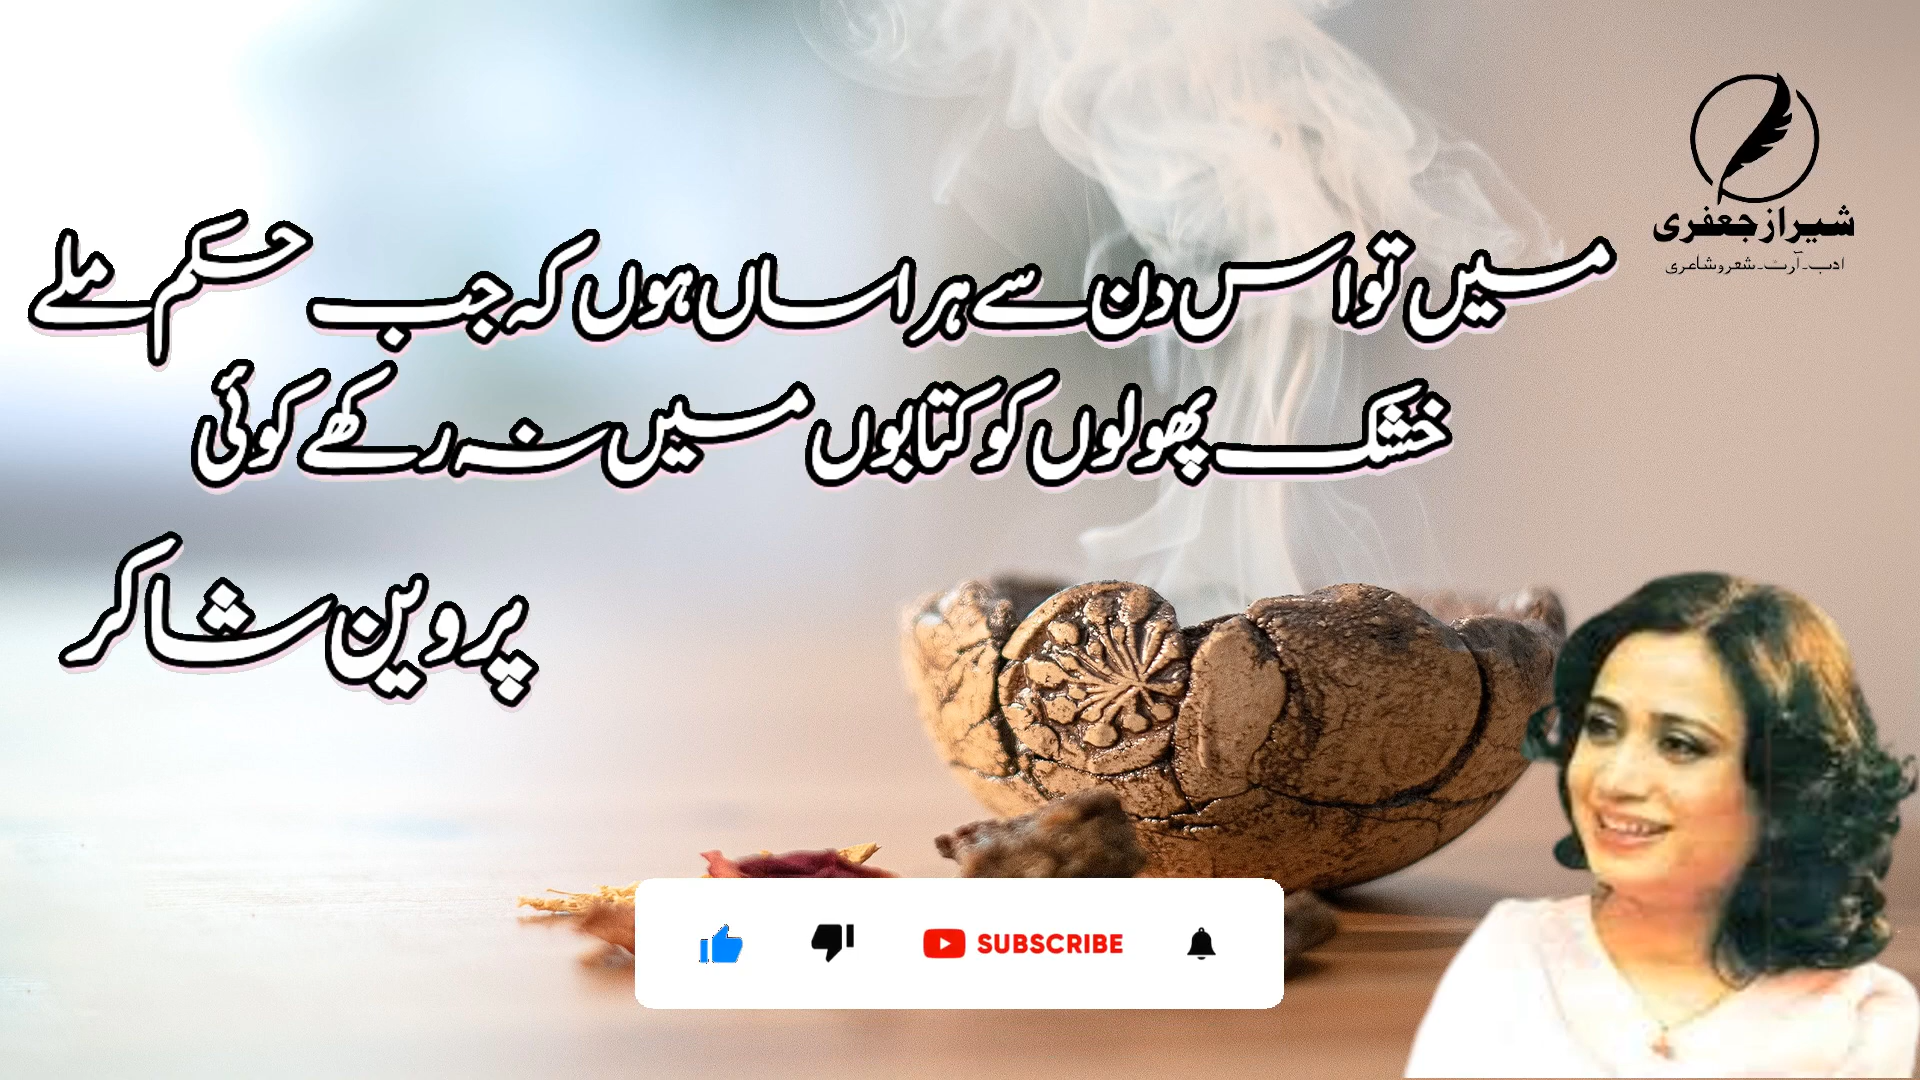 شیراز جعفری
ادب۔آرٹ۔شعروشاعری
میں تو اس دن سے ہراساں ہوں کہ جب حکم ملے
خشک پھولوں کو کتابوں میں نہ رکھے کوئی
پروین شاکر
SUBSCRIBE